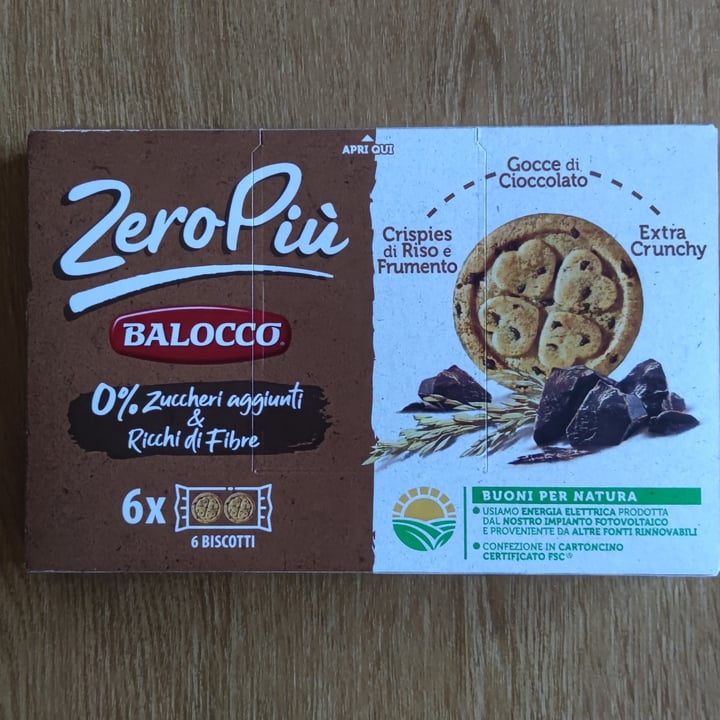 APRI QUI
ZeroPiù
BALOCCO
0% Zuccheri aggiunti
&
Ricchi di Fibre
6x
6 BISCOTTI
Gocce di
Cioccolato
Crispies
di Riso e
Frumento
Extra
Crunchy
BUONI PER NATURA
USIAMO ENERGIA ELETTRICA PRODOTTA
DAL NOSTRO IMPIANTO FOTOVOLTAICO
E PROVENIENTE DA ALTRE FONTI RINNOVABILI
CONFEZIONE IN CARTONCINO
CERTIFICATO FSC®